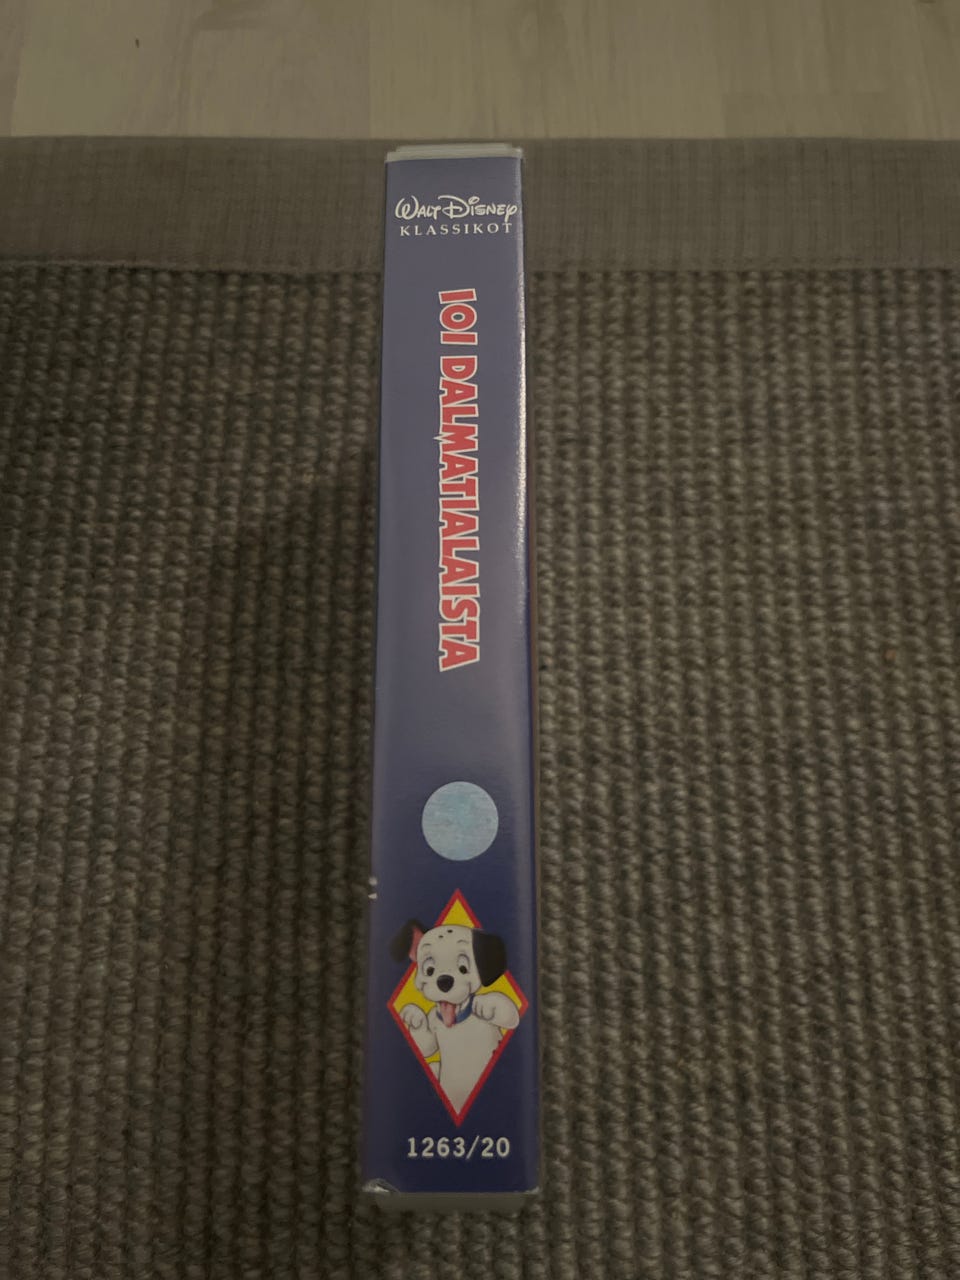 Walt Disney
KLASSIKOT
101 DALMATIALAISTA
1263/20